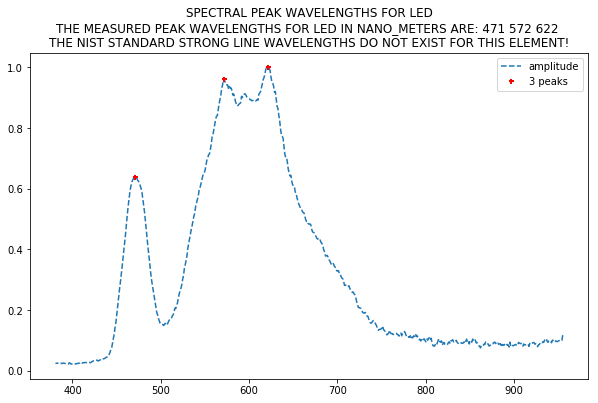 SPECTRAL PEAK WAVELENGTHS FOR LED
THE MEASURED PEAK WAVELENGTHS FOR LED IN NANO_METERS ARE: 471 572 622
THE NIST STANDARD STRONG LINE WAVELENGTHS DO NOT EXIST FOR THIS ELEMENT!
amplitude
3 peaks
1.0
0.8
0.6
0.4
0.2
0.0
400 500 600 700 800 900